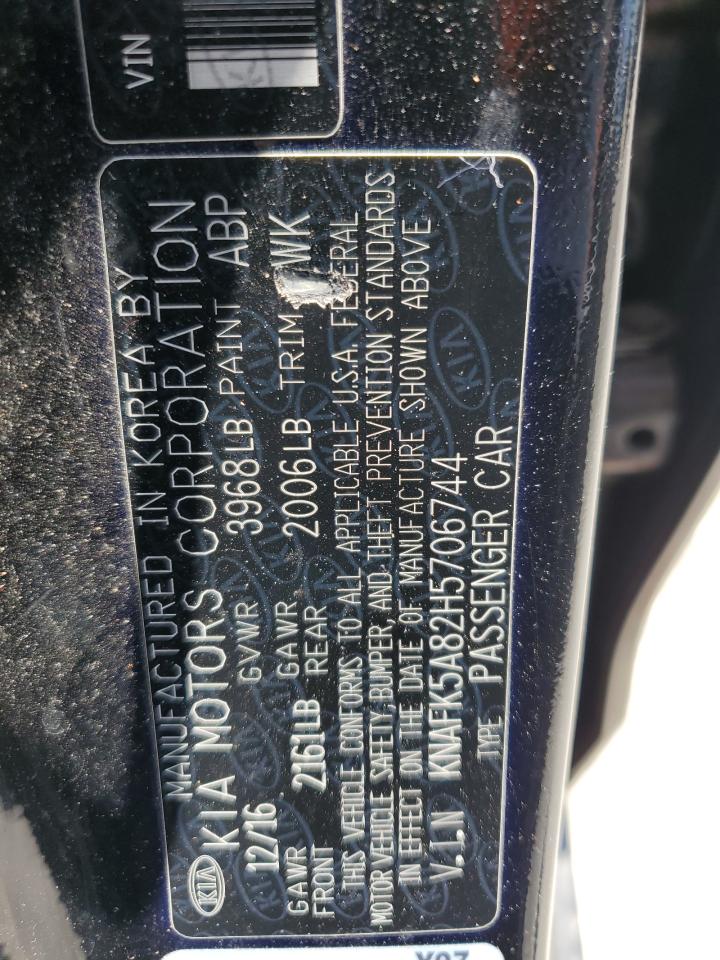 VIN
MANUFACTURED IN KOREA BY
KIA KIA MOTORS CORPORATION
12/16 GVWR 3968LB PAINT ABP
GAWR FRONT 2161LB GAWR REAR 2006LB TRIM WK
THIS VEHICLE CONFORMS TO ALL APPLICABLE U.S.A. FEDERAL
MOTOR VEHICLE SAFETY, BUMPER, AND THEFT PREVENTION STANDARDS
IN EFFECT ON THE DATE OF MANUFACTURE SHOWN ABOVE
V.I.N KNAFK5A82H5706744
TYPE PASSENGER CAR